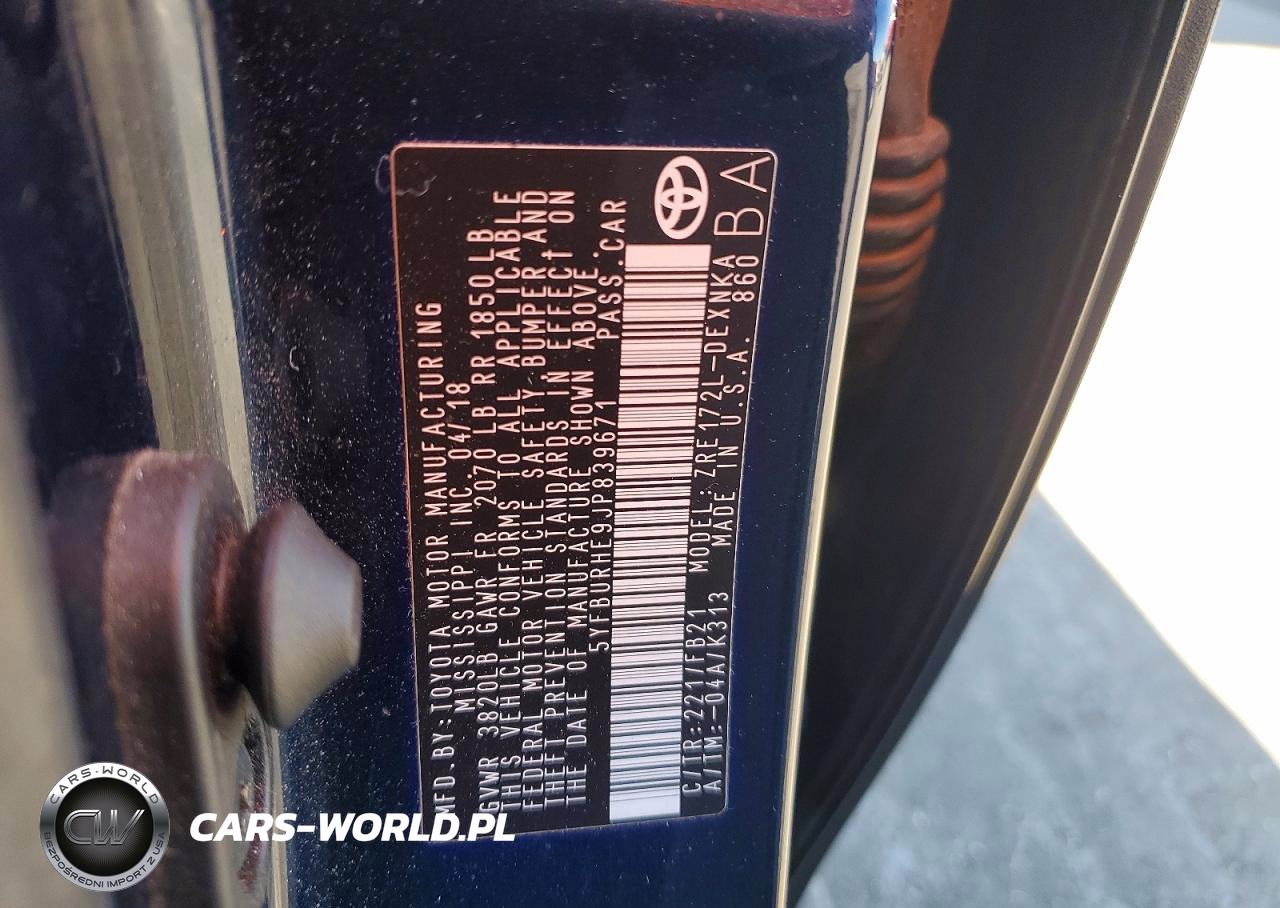 MFD.BY:TOYOTA MOTOR MANUFACTURING
MISSISSIPPI INC.04/18
GVWR 3820LB GAWR FR 2070 LB RR 1850LB
THIS VEHICLE CONFORMS TO ALL APPLICABLE
FEDERAL MOTOR VEHICLE SAFETY, BUMPER AND
THEFT PREVENTION STANDARDS IN EFFECT ON
THE DATE OF MANUFACTURE SHOWN ABOVE.
5YFBURHE9JP839671 PASS.CAR
C/TR:221/FB21 MODEL:ZRE172L-DEXNKA
A/TM:-04A/K313 MADE IN U.S.A. 860
BA
CARS-WORLD
CW
BEZPOŚREDNI IMPORT Z USA
CARS-WORLD.PL